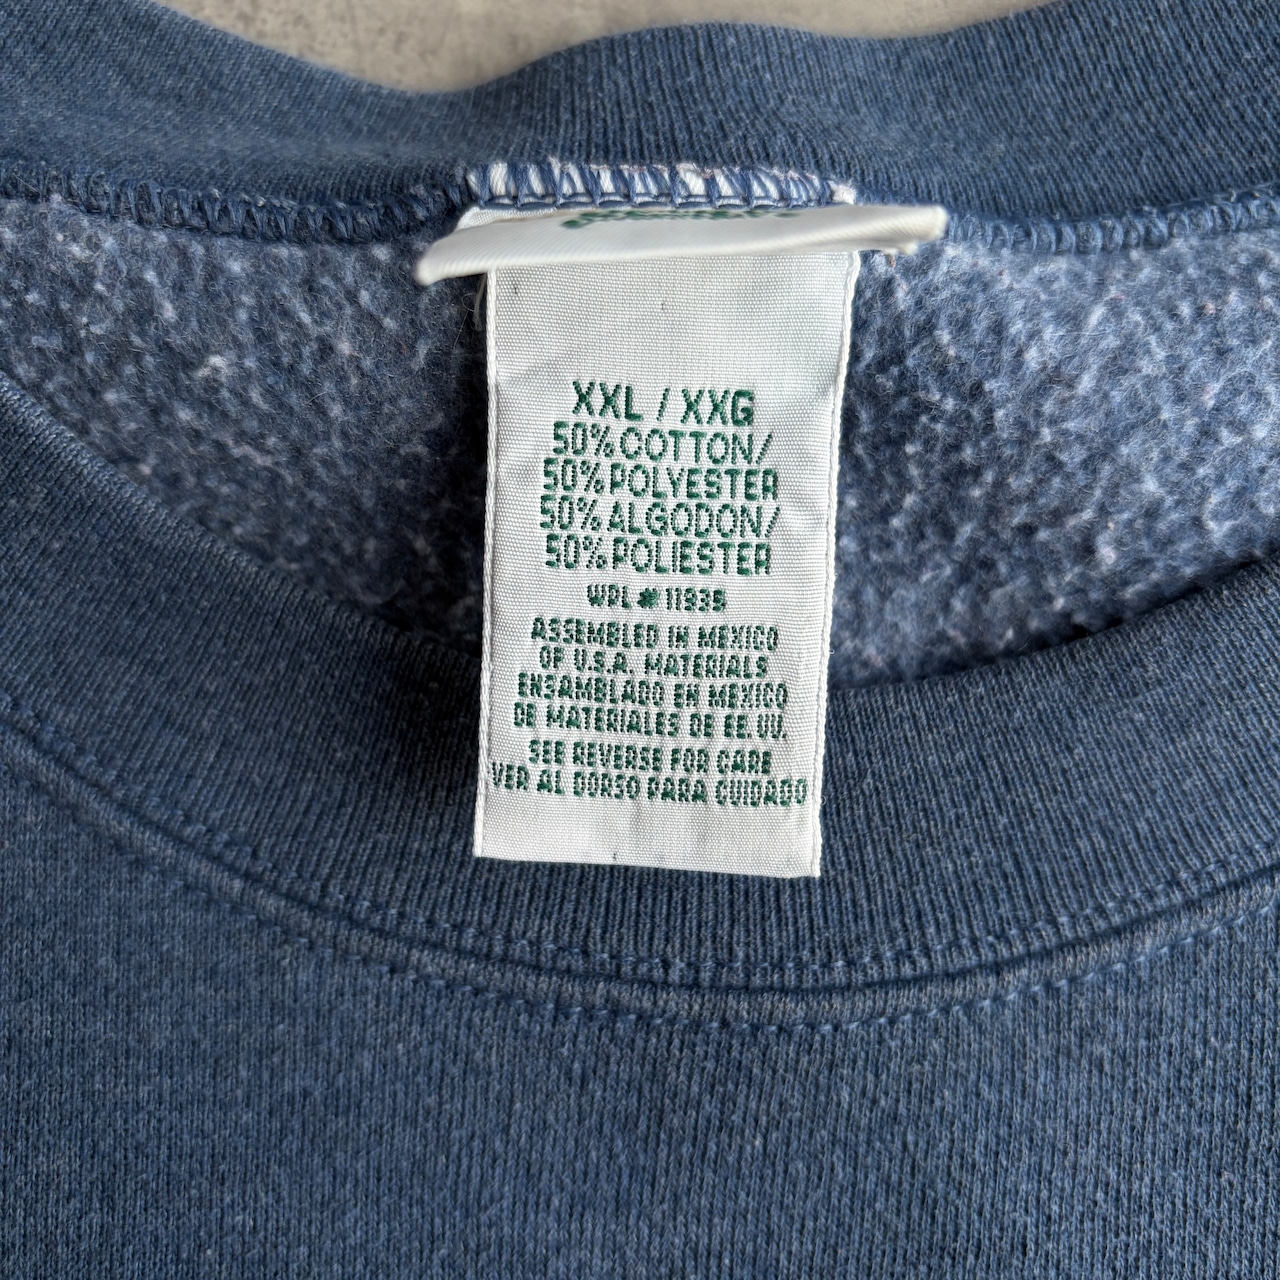 XXL / XXG
50% COTTON/
50% POLYESTER
50% ALGODON/
50% POLIESTER
WPL # 11935
ASSEMBLED IN MEXICO
OF U.S.A. MATERIALS
ENSAMBLADO EN MEXICO
DE MATERIALES DE EE. UU.
SEE REVERSE FOR CARE
VER AL DORSO PARA CUIDADO